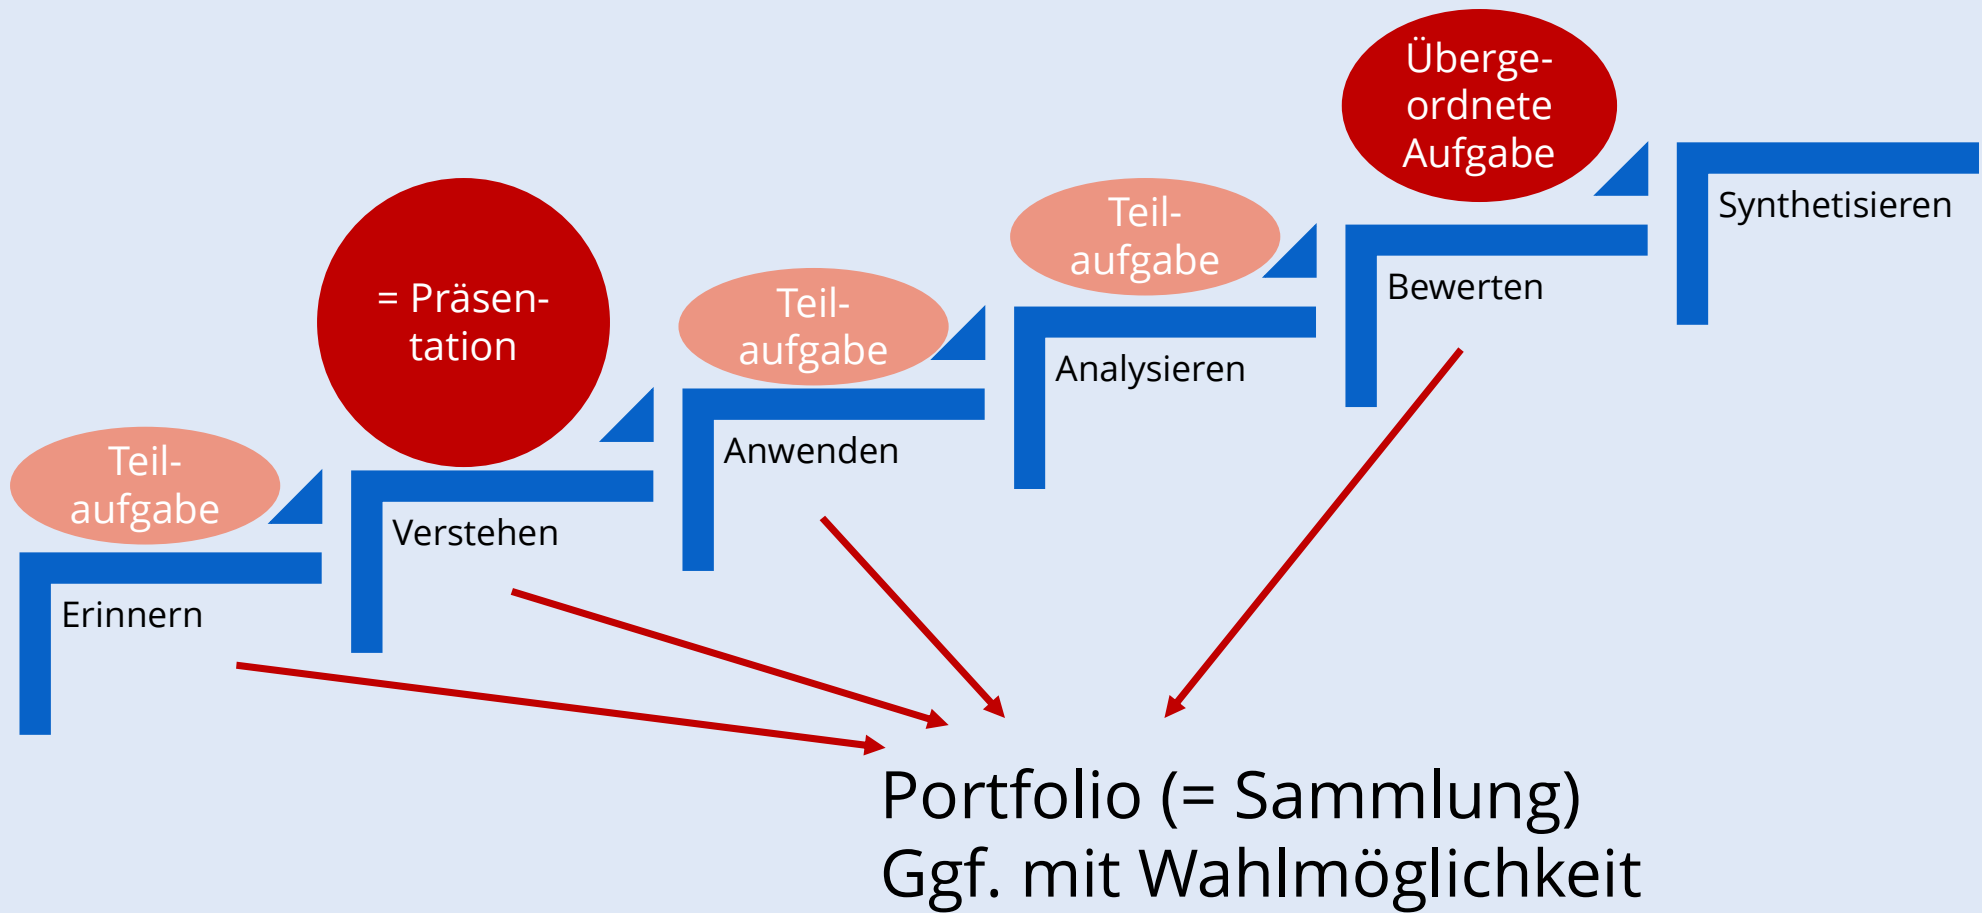 Überge-
ordnete
Aufgabe
Synthetisieren
Teil-
aufgabe
Bewerten
= Präsen-
tation
Teil-
aufgabe
Analysieren
Teil-
aufgabe
Anwenden
Verstehen
Erinnern
Portfolio (= Sammlung)
Ggf. mit Wahlmöglichkeit